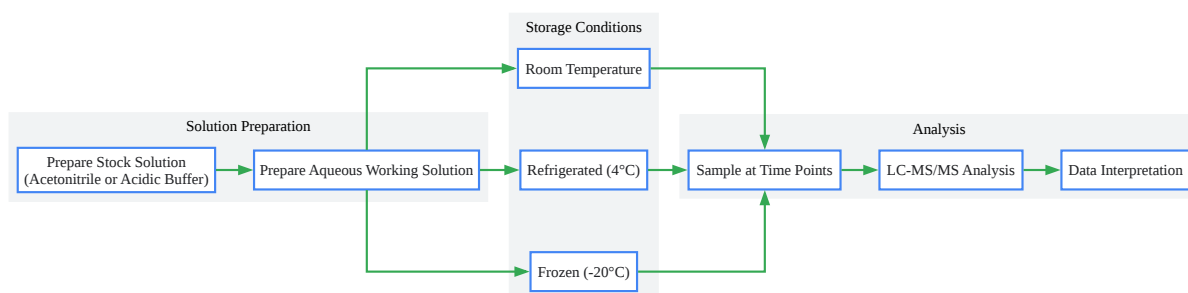 Storage Conditions
Room Temperature
Solution Preparation
Analysis
Prepare Stock Solution
(Acetonitrile or Acidic Buffer)
Prepare Aqueous Working Solution
Refrigerated (4°C)
Sample at Time Points
LC-MS/MS Analysis
Data Interpretation
Frozen (-20°C)